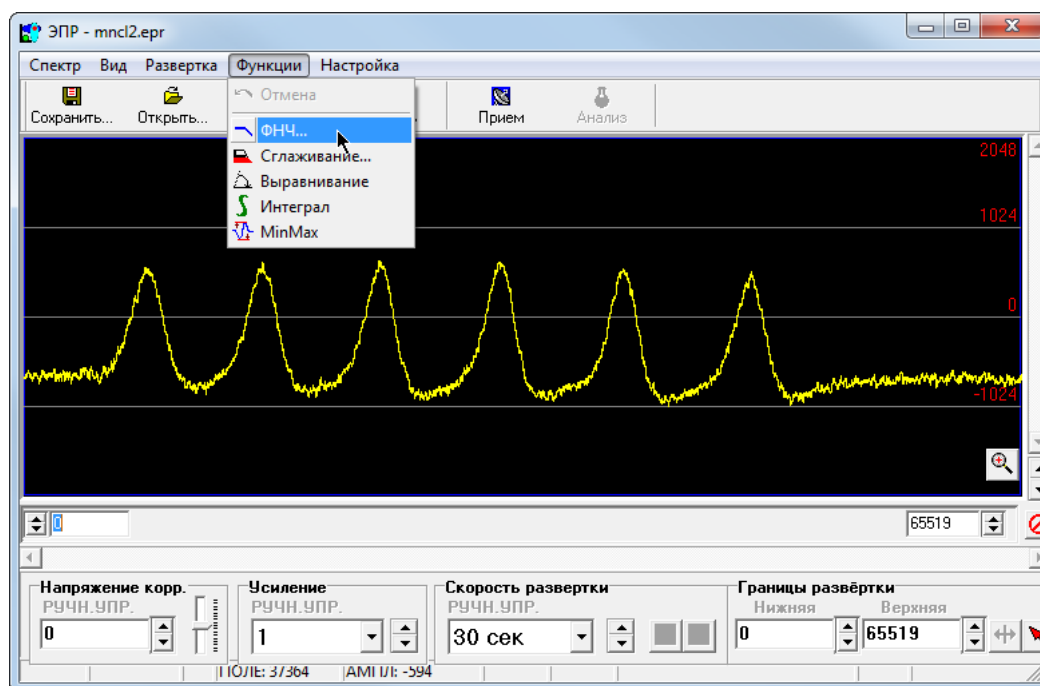 ЭПР - mncl2.epr
Спектр Вид Развертка Функции Настройка
Сохранить... Открыть... Прием Анализ
Отмена
ФНЧ...
Сглаживание...
Выравнивание
Интеграл
MinMax
2048
1024
0
-1024
0 65519
Напряжение корр. Усиление Скорость развертки Границы развёртки
РУЧН.УПР. РУЧН.УПР. РУЧН.УПР. Нижняя Верхняя
0 1 30 сек 0 65519
ПОЛЕ: 37364 АМПЛ: -594